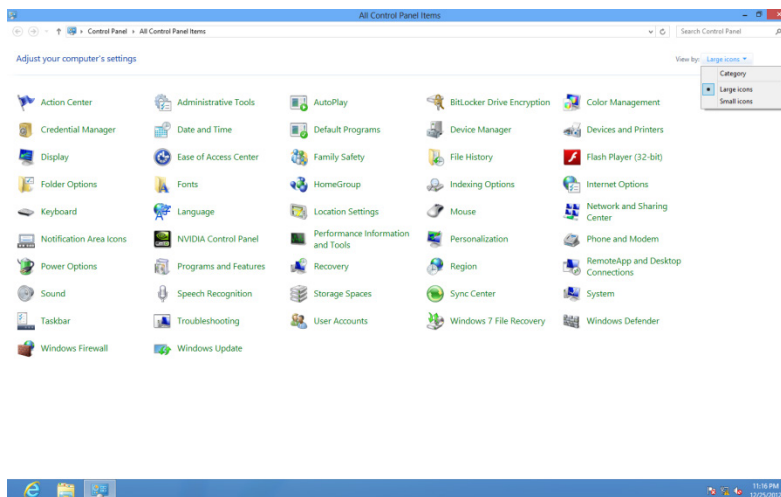 All Control Panel Items
Control Panel All Control Panel Items
Search Control Panel
Adjust your computer's settings
View by: Large icons
Category
Large icons
Small icons
Action Center Administrative Tools AutoPlay BitLocker Drive Encryption Color Management
Credential Manager Date and Time Default Programs Device Manager Devices and Printers
Display Ease of Access Center Family Safety File History Flash Player (32-bit)
Folder Options Fonts HomeGroup Indexing Options Internet Options
Keyboard Language Location Settings Mouse Network and Sharing
Center
Notification Area Icons NVIDIA Control Panel Performance Information
and Tools
Personalization Phone and Modem
Power Options Programs and Features Recovery Region RemoteApp and Desktop
Connections
Sound Speech Recognition Storage Spaces Sync Center System
Taskbar Troubleshooting User Accounts Windows 7 File Recovery Windows Defender
Windows Firewall Windows Update
11:16 PM